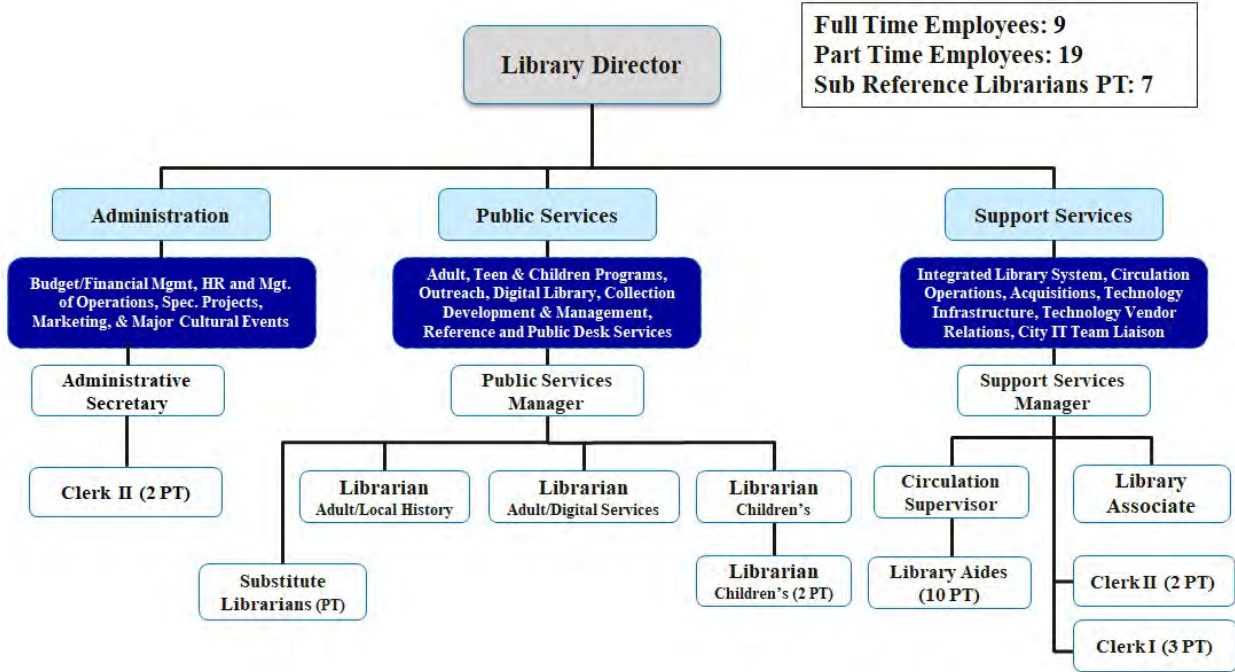 Full Time Employees: 9
Part Time Employees: 19
Sub Reference Librarians PT: 7
Library Director
Administration
Public Services
Support Services
Budget/Financial Mgmt, HR and Mgt.
of Operations, Spec. Projects,
Marketing, & Major Cultural Events
Adult, Teen & Children Programs,
Outreach, Digital Library, Collection
Development & Management,
Reference and Public Desk Services
Integrated Library System, Circulation
Operations, Acquisitions, Technology
Infrastructure, Technology Vendor
Relations, City IT Team Liaison
Administrative
Secretary
Public Services
Manager
Support Services
Manager
Clerk II (2 PT)
Librarian
Adult/Local History
Librarian
Adult/Digital Services
Librarian
Children's
Circulation
Supervisor
Library
Associate
Substitute
Librarians (PT)
Librarian
Children's (2 PT)
Library Aides
(10 PT)
Clerk II (2 PT)
Clerk I (3 PT)